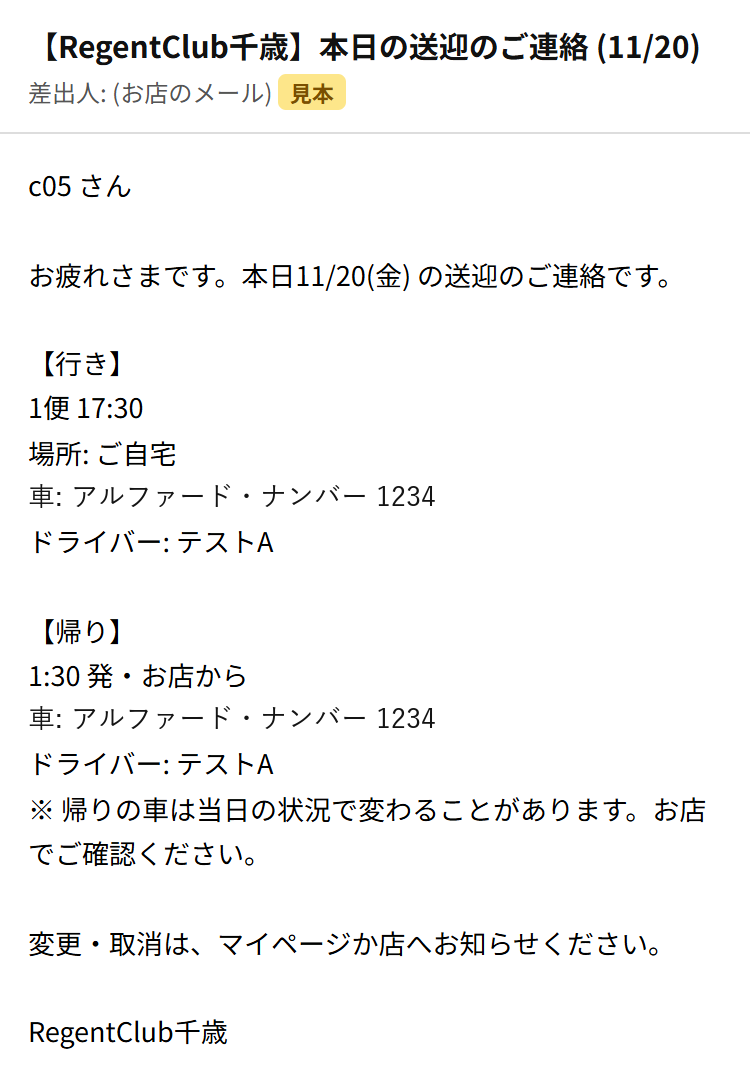 【RegentClub千歳】本日の送迎のご連絡 (11/20)
差出人: (お店のメール) 見本
c05 さん
お疲れさまです。本日11/20(金) の送迎のご連絡です。
【行き】
1便 17:30
場所: ご自宅
車: アルファード・ナンバー 1234
ドライバー: テストA
【帰り】
1:30 発・お店から
車: アルファード・ナンバー 1234
ドライバー: テストA
※ 帰りの車は当日の状況で変わることがあります。お店
でご確認ください。
変更・取消は、マイページか店へお知らせください。
RegentClub千歳